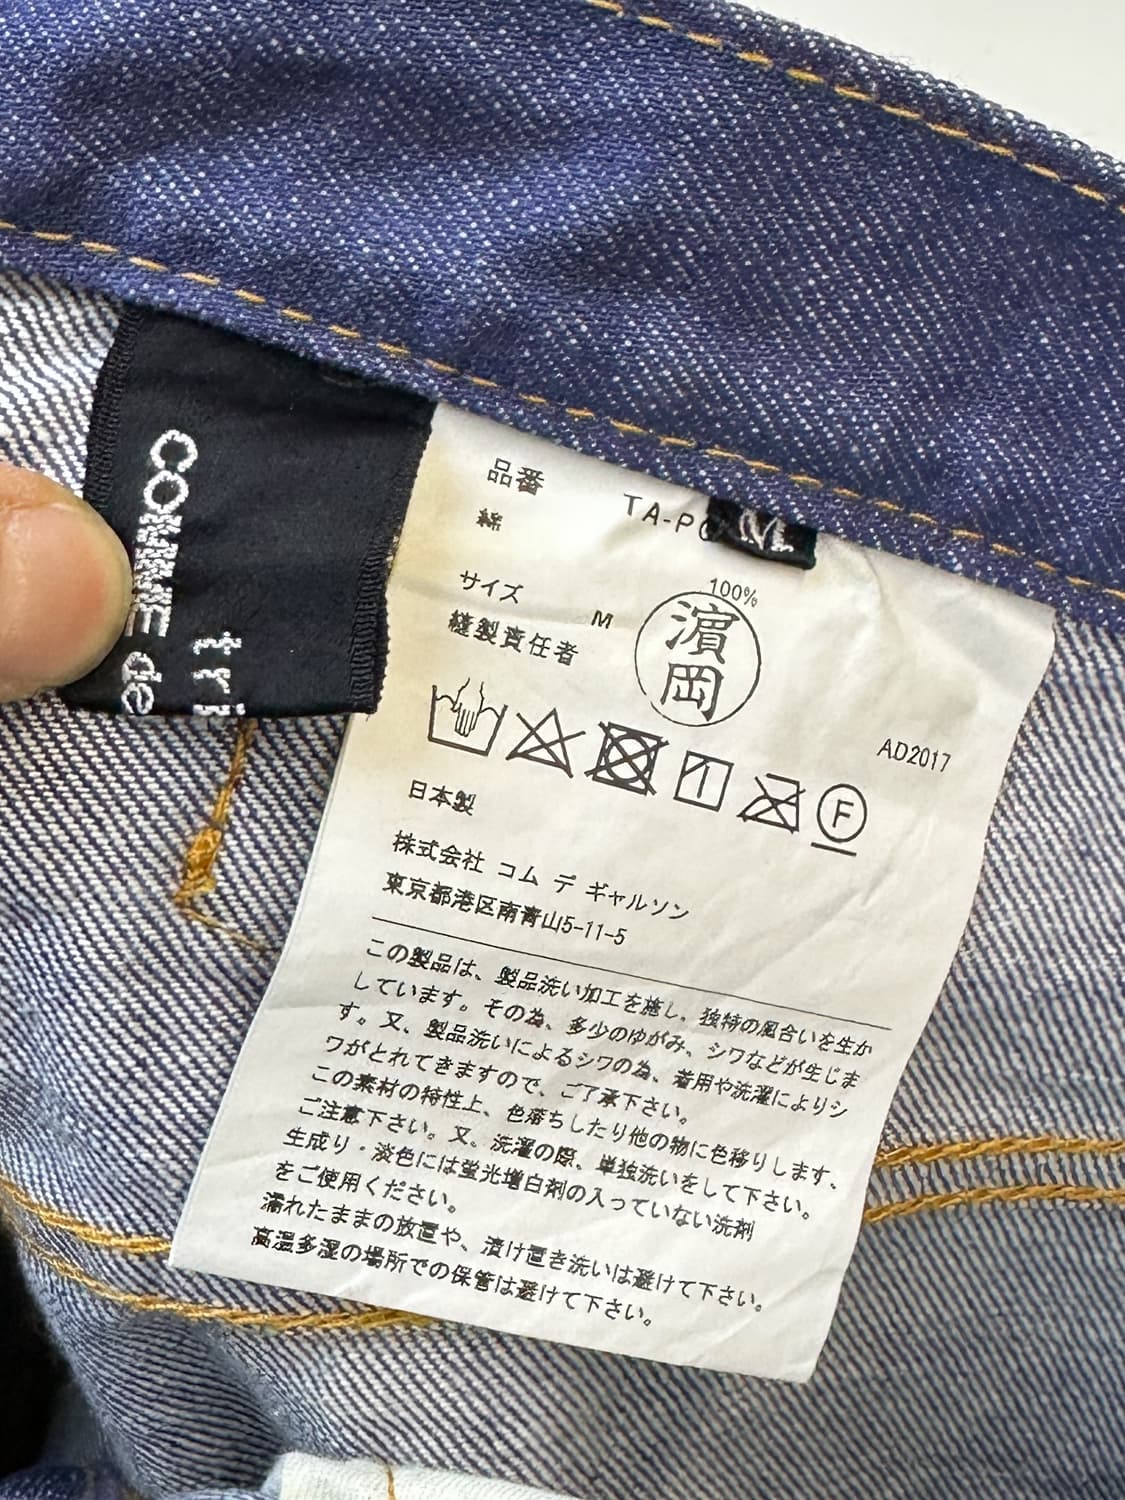 COMME de
tri
M
品番 TA-P
綿 100%
サイズ M
縫製責任者 濱岡
AD2017
F
日本製
株式会社 コム デ ギャルソン
東京都港区南青山5-11-5
この製品は、製品洗い加工を施し、独特の風合いを生か
しています。その為、多少のゆがみ、シワなどが生じま
す。又、製品洗いによるシワの為、着用や洗濯によりシ
ワがとれてきますので、ご了承下さい。
この素材の特性上、色落ちしたり他の物に色移りします。
ご注意下さい。又、洗濯の際、単独洗いをして下さい。
生成り・淡色には蛍光増白剤の入っていない洗剤
をご使用ください。
濡れたままの放置や、漬け置き洗いは避けて下さい。
高温多湿の場所での保管は避けて下さい。